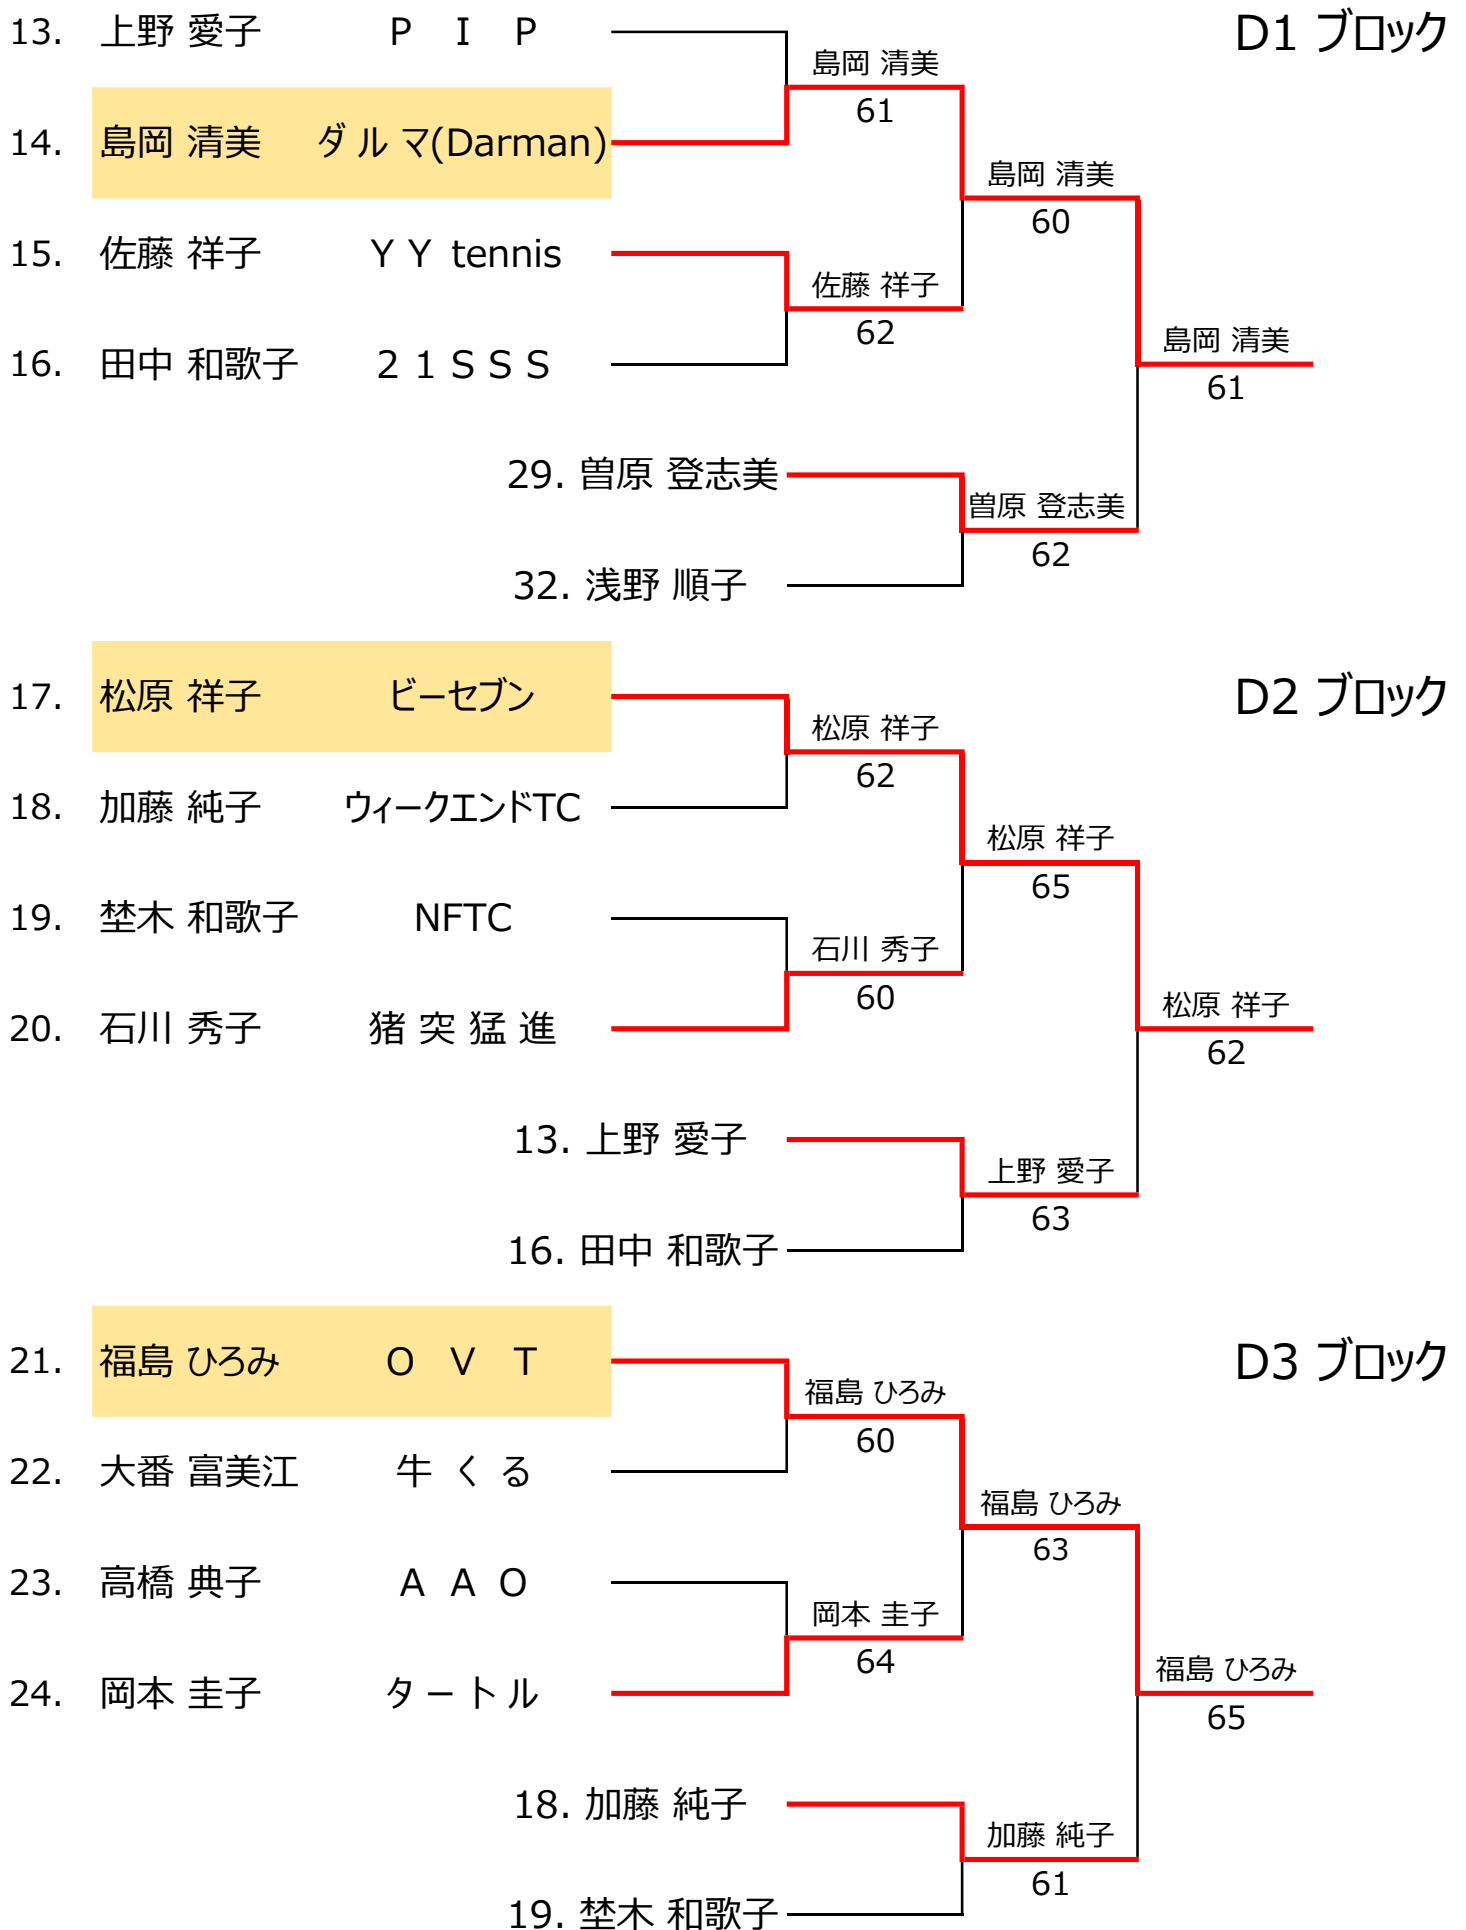 13. 上野 愛子 P I P
D1 ブロック
島岡 清美
61
14. 島岡 清美 ダルマ(Darman)
島岡 清美
60
15. 佐藤 祥子 Y Y tennis
佐藤 祥子
62
島岡 清美
61
16. 田中 和歌子 2 1 S S S
29. 曽原 登志美
曽原 登志美
62
32. 浅野 順子
17. 松原 祥子 ビーセブン
D2 ブロック
松原 祥子
62
18. 加藤 純子 ウィークエンドTC
松原 祥子
65
19. 埜木 和歌子 NFTC
石川 秀子
60
20. 石川 秀子 猪 突 猛 進
松原 祥子
62
13. 上野 愛子
上野 愛子
63
16. 田中 和歌子
21. 福島 ひろみ O V T
D3 ブロック
福島 ひろみ
60
22. 大番 富美江 牛 く る
福島 ひろみ
63
23. 高橋 典子 A A O
岡本 圭子
64
24. 岡本 圭子 タートル
福島 ひろみ
65
18. 加藤 純子
加藤 純子
61
19. 埜木 和歌子